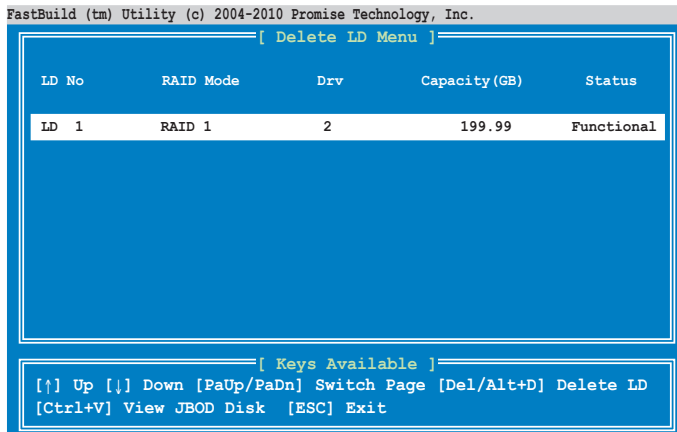 FastBuild (tm) Utility (c) 2004-2010 Promise Technology, Inc.
[ Delete LD Menu ]
LD No RAID Mode Drv Capacity(GB) Status
LD 1 RAID 1 2 199.99 Functional
[ Keys Available ]
[↑] Up [↓] Down [PaUp/PaDn] Switch Page [Del/Alt+D] Delete LD
[Ctrl+V] View JBOD Disk [ESC] Exit